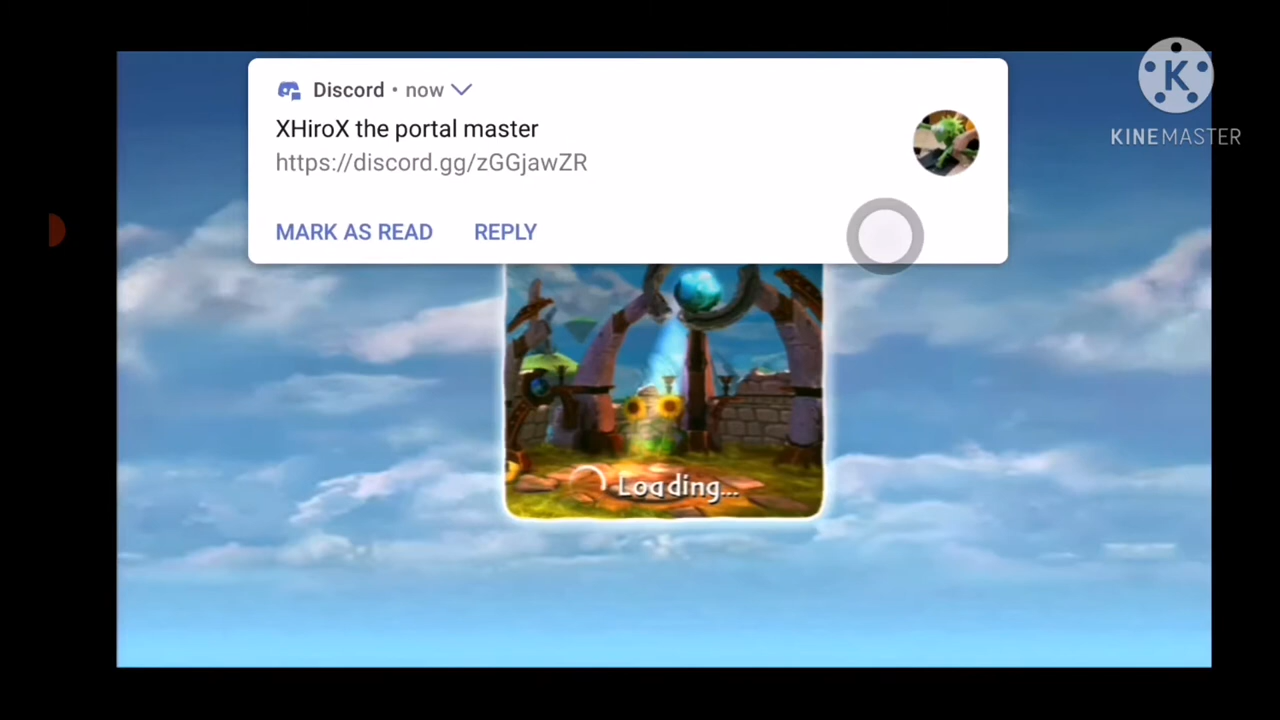 Discord • now
XHiroX the portal master
https://discord.gg/zGGjawZR
MARK AS READ REPLY
K
KINEMASTER
Loading...